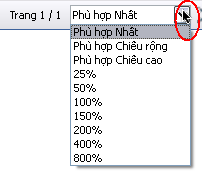 Trang 1 / 1 Phù hợp Nhất
Phù hợp Nhất
Phù hợp Chiều rộng
Phù hợp Chiều cao
25%
50%
100%
150%
200%
400%
800%